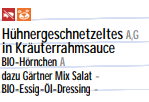 Hühnergeschnetzeltes A,G
in Kräuterrahmsauce
BIO-Hörnchen A
dazu Gärtner Mix Salat -
BIO-Essig-Öl-Dressing -